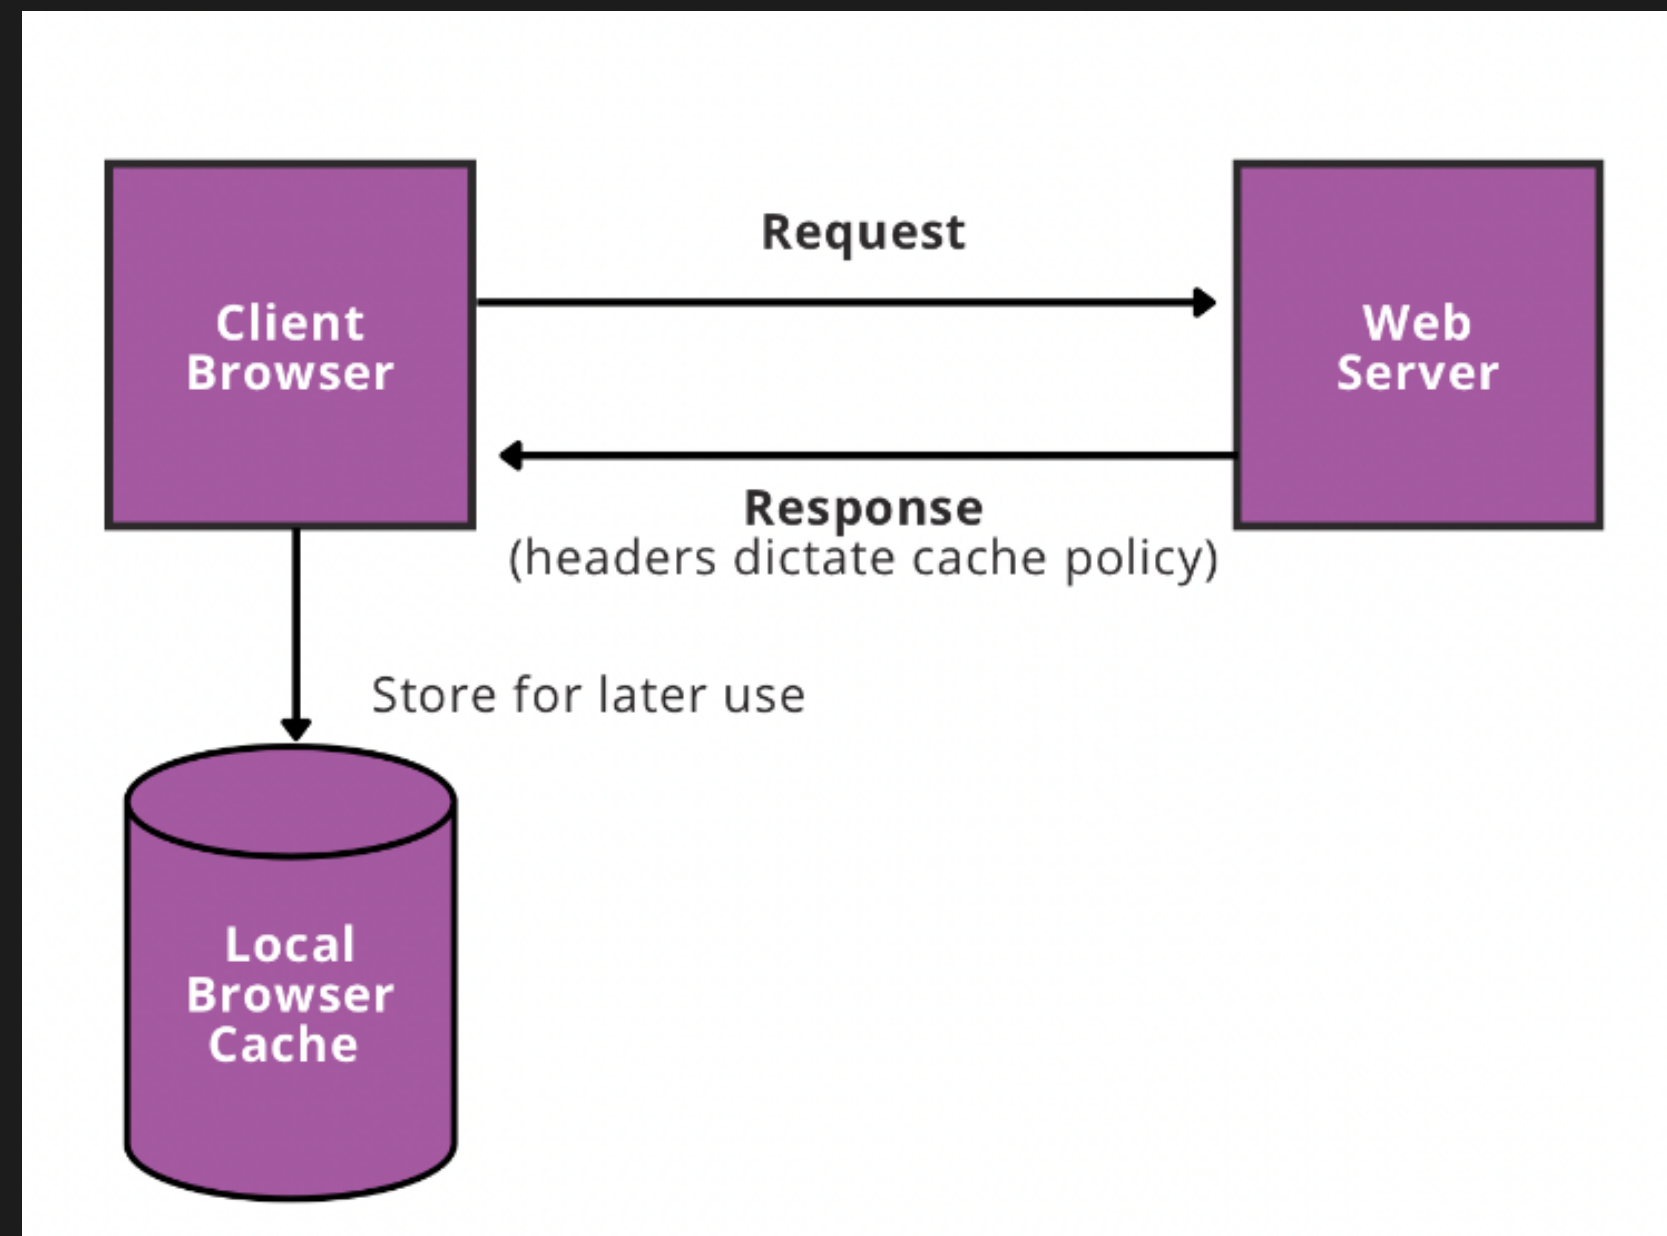 Request
Client
Browser
Web
Server
Response
(headers dictate cache policy)
Store for later use
Local
Browser
Cache